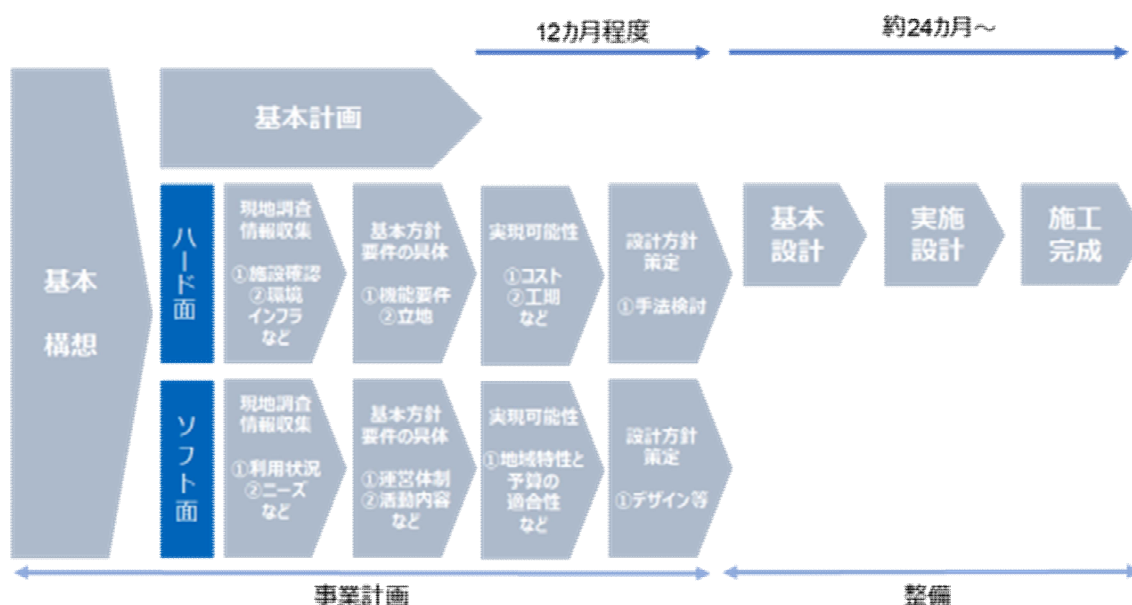 12カ月程度
約24カ月～
基本計画
基本
構想
ハード面
現地調査
情報収集
①施設確認
②環境
インフラ
など
基本方針
要件の具体
①機能要件
②立地
実現可能性
①コスト
②工期
など
設計方針
策定
①手法検討
基本
設計
実施
設計
施工
完成
ソフト面
現地調査
情報収集
①利用状況
②ニーズ
など
基本方針
要件の具体
①運営体制
②活動内容
など
実現可能性
①地域特性と
予算の
適合性
など
設計方針
策定
①デザイン等
事業計画
整備